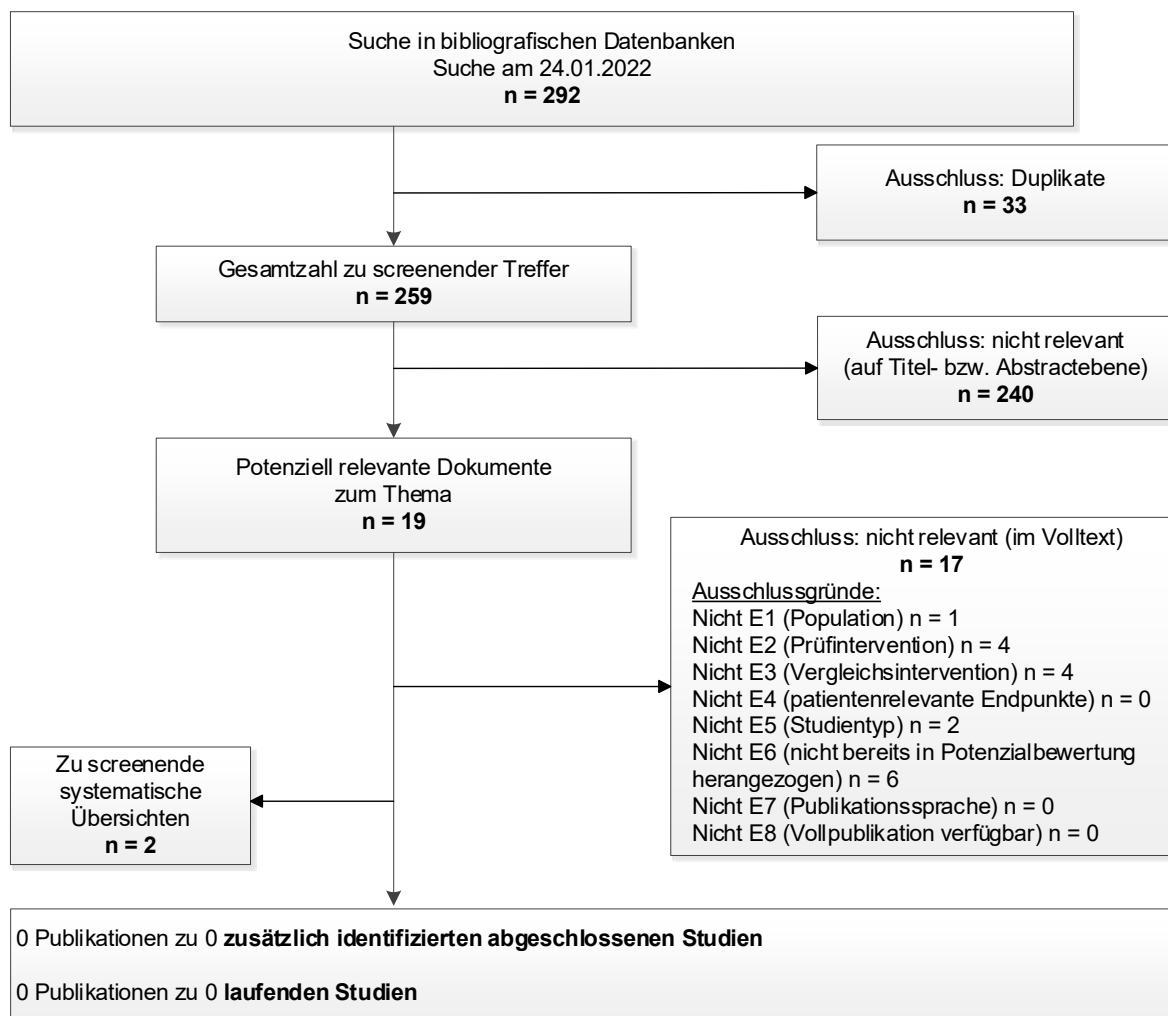 Suche in bibliografischen Datenbanken
Suche am 24.01.2022
n = 292
Ausschluss: Duplikate
n = 33
Gesamtzahl zu screenender Treffer
n = 259
Ausschluss: nicht relevant
(auf Titel- bzw. Abstractebene)
n = 240
Potenziell relevante Dokumente
zum Thema
n = 19
Ausschluss: nicht relevant (im Volltext)
n = 17
Ausschlussgründe:
Nicht E1 (Population) n = 1
Nicht E2 (Prüfintervention) n = 4
Nicht E3 (Vergleichsintervention) n = 4
Nicht E4 (patientenrelevante Endpunkte) n = 0
Nicht E5 (Studientyp) n = 2
Nicht E6 (nicht bereits in Potenzialbewertung
herangezogen) n = 6
Nicht E7 (Publikationssprache) n = 0
Nicht E8 (Vollpublikation verfügbar) n = 0
Zu screenende
systematische
Übersichten
n = 2
0 Publikationen zu 0 zusätzlich identifizierten abgeschlossenen Studien
0 Publikationen zu 0 laufenden Studien